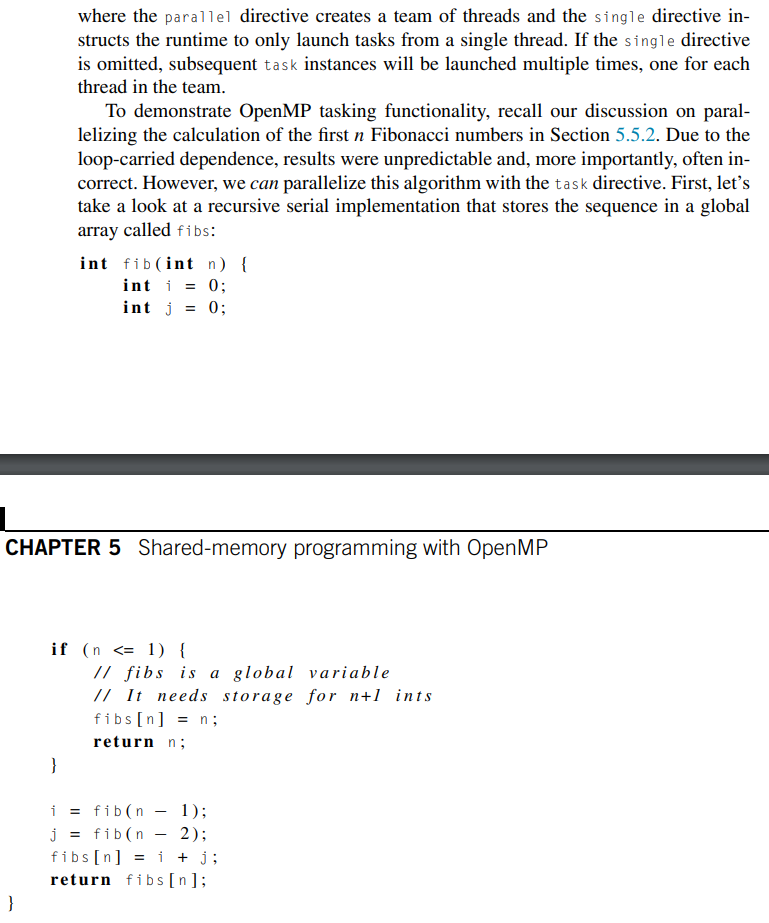 where the parallel directive creates a team of threads and the single directive in-
structs the runtime to only launch tasks from a single thread. If the single directive
is omitted, subsequent task instances will be launched multiple times, one for each
thread in the team.
To demonstrate OpenMP tasking functionality, recall our discussion on paral-
lelizing the calculation of the first n Fibonacci numbers in Section 5.5.2. Due to the
loop-carried dependence, results were unpredictable and, more importantly, often in-
correct. However, we can parallelize this algorithm with the task directive. First, let's
take a look at a recursive serial implementation that stores the sequence in a global
array called fibs:
int fib(int n) {
    int i = 0;
    int j = 0;
CHAPTER 5 Shared-memory programming with OpenMP
    if (n <= 1) {
        // fibs is a global variable
        // It needs storage for n+1 ints
        fibs[n] = n;
        return n;
    }
    i = fib(n − 1);
    j = fib(n − 2);
    fibs[n] = i + j;
    return fibs[n];
}